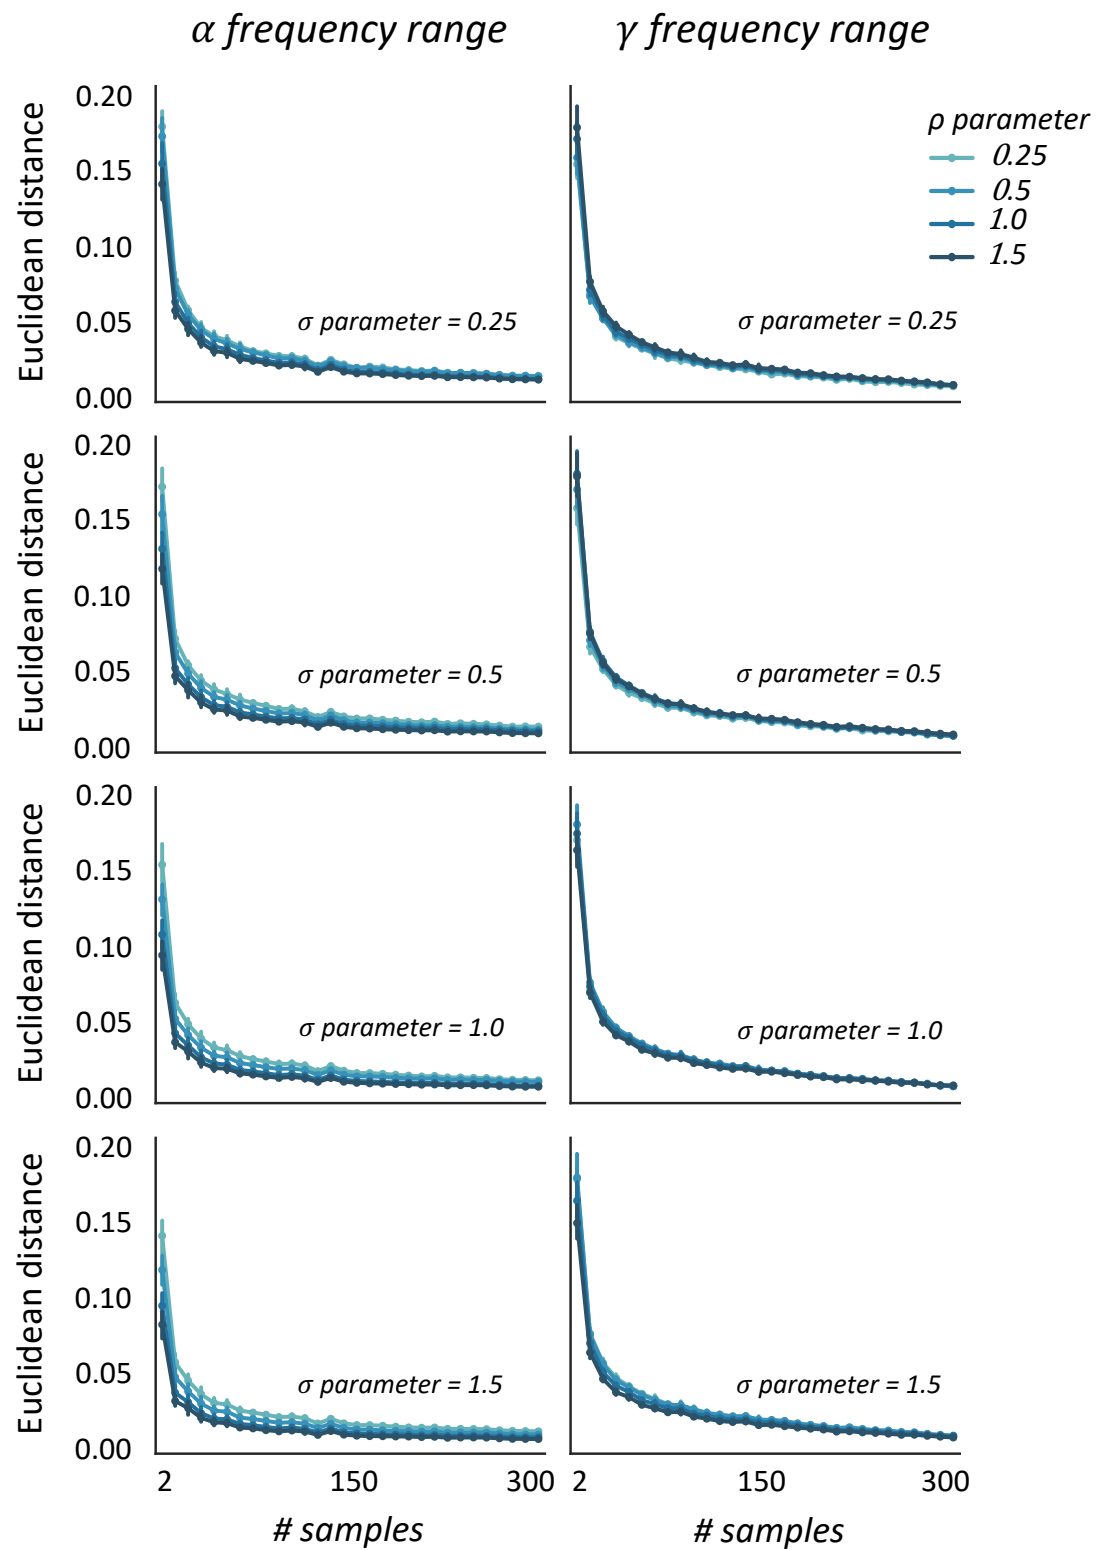 α frequency range
γ frequency range
Euclidean distance
0.20
0.15
0.10
0.05
0.00
σ parameter = 0.25
σ parameter = 0.25
ρ parameter
0.25
0.5
1.0
1.5
Euclidean distance
0.20
0.15
0.10
0.05
0.00
σ parameter = 0.5
σ parameter = 0.5
Euclidean distance
0.20
0.15
0.10
0.05
0.00
σ parameter = 1.0
σ parameter = 1.0
Euclidean distance
0.20
0.15
0.10
0.05
0.00
σ parameter = 1.5
σ parameter = 1.5
2 150 300
2 150 300
# samples
# samples